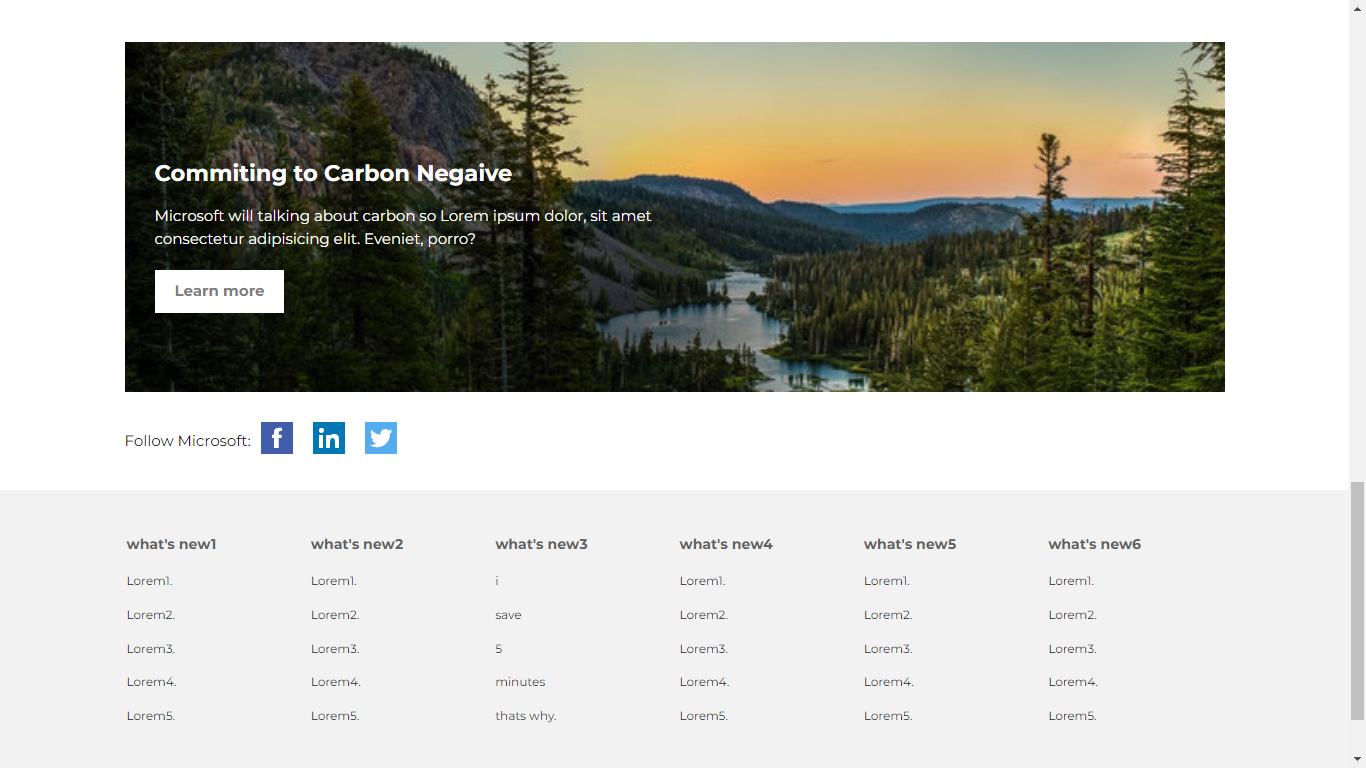 Commiting to Carbon Negaive
Microsoft will talking about carbon so Lorem ipsum dolor, sit amet
consectetur adipisicing elit. Eveniet, porro?
Learn more
Follow Microsoft:
what's new1
Lorem1.
Lorem2.
Lorem3.
Lorem4.
Lorem5.
what's new2
Lorem1.
Lorem2.
Lorem3.
Lorem4.
Lorem5.
what's new3
i
save
5
minutes
thats why.
what's new4
Lorem1.
Lorem2.
Lorem3.
Lorem4.
Lorem5.
what's new5
Lorem1.
Lorem2.
Lorem3.
Lorem4.
Lorem5.
what's new6
Lorem1.
Lorem2.
Lorem3.
Lorem4.
Lorem5.